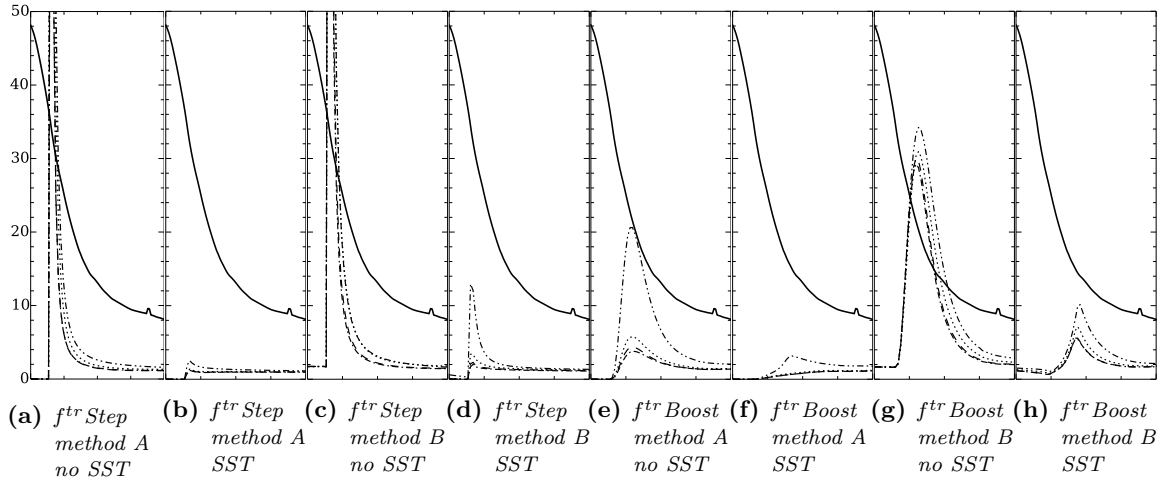 50
40
30
20
10
0
(a) f^tr Step
method A
no SST
(b) f^tr Step
method A
SST
(c) f^tr Step
method B
no SST
(d) f^tr Step
method B
SST
(e) f^tr Boost
method A
no SST
(f) f^tr Boost
method A
SST
(g) f^tr Boost
method B
no SST
(h) f^tr Boost
method B
SST